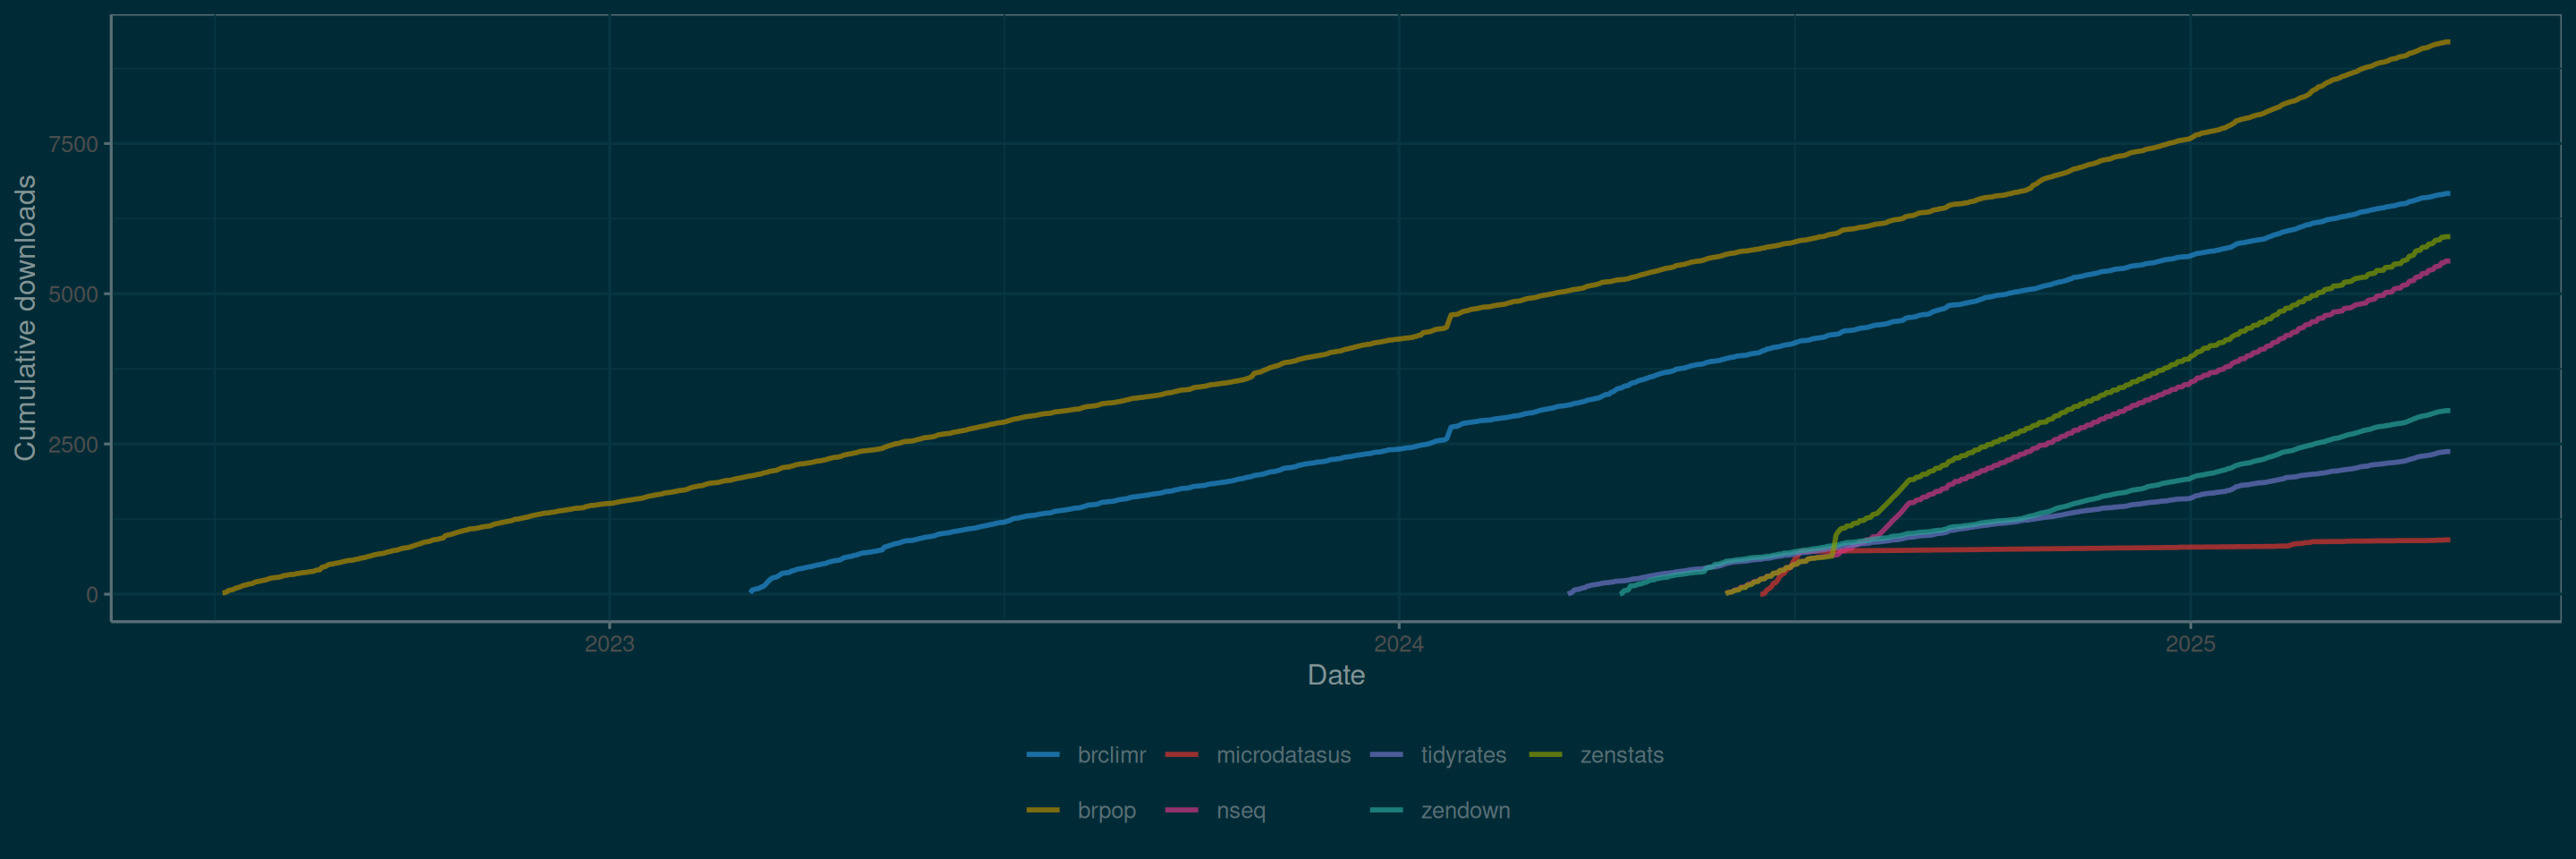 7500
5000
2500
0
Cumulative downloads
2023 2024 2025
Date
brclimr microdatasus tidyrates zenstats
brpop nseq zendown